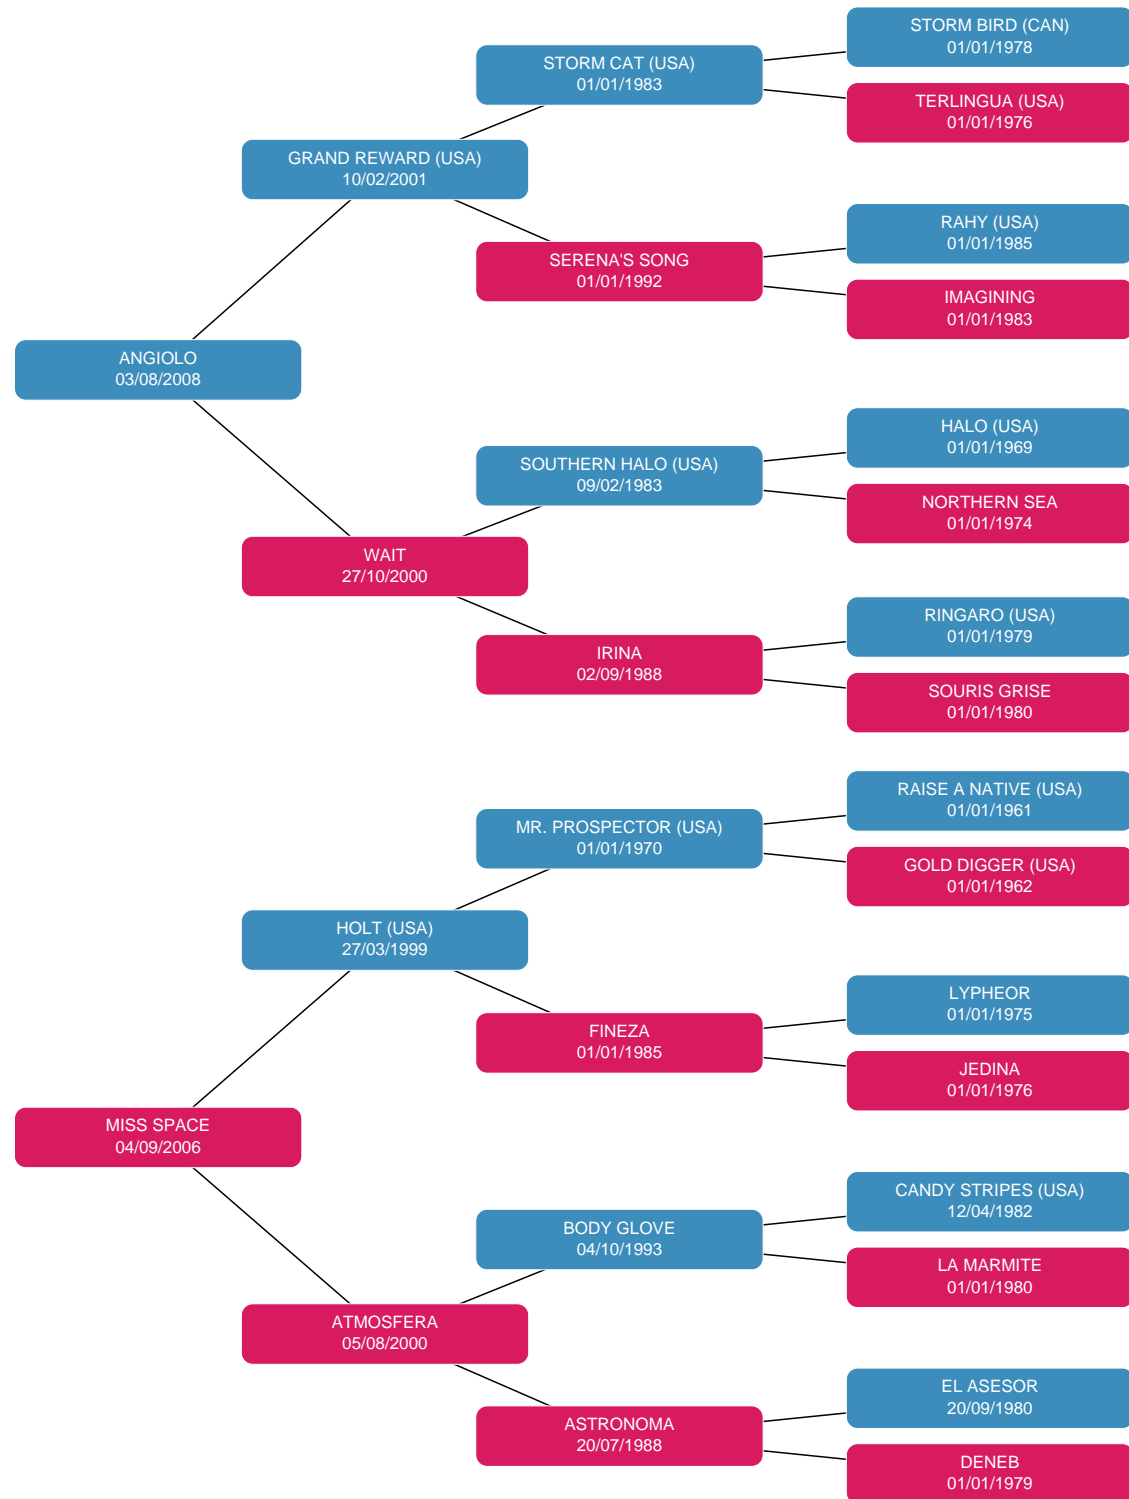 STORM BIRD (CAN)
01/01/1978
STORM CAT (USA)
01/01/1983
TERLINGUA (USA)
01/01/1976
GRAND REWARD (USA)
10/02/2001
RAHY (USA)
01/01/1985
SERENA'S SONG
01/01/1992
IMAGINING
01/01/1983
ANGIOLO
03/08/2008
HALO (USA)
01/01/1969
SOUTHERN HALO (USA)
09/02/1983
NORTHERN SEA
01/01/1974
WAIT
27/10/2000
RINGARO (USA)
01/01/1979
IRINA
02/09/1988
SOURIS GRISE
01/01/1980
RAISE A NATIVE (USA)
01/01/1961
MR. PROSPECTOR (USA)
01/01/1970
GOLD DIGGER (USA)
01/01/1962
HOLT (USA)
27/03/1999
LYPHEOR
01/01/1975
FINEZA
01/01/1985
JEDINA
01/01/1976
MISS SPACE
04/09/2006
CANDY STRIPES (USA)
12/04/1982
BODY GLOVE
04/10/1993
LA MARMITE
01/01/1980
ATMOSFERA
05/08/2000
EL ASESOR
20/09/1980
ASTRONOMA
20/07/1988
DENEB
01/01/1979